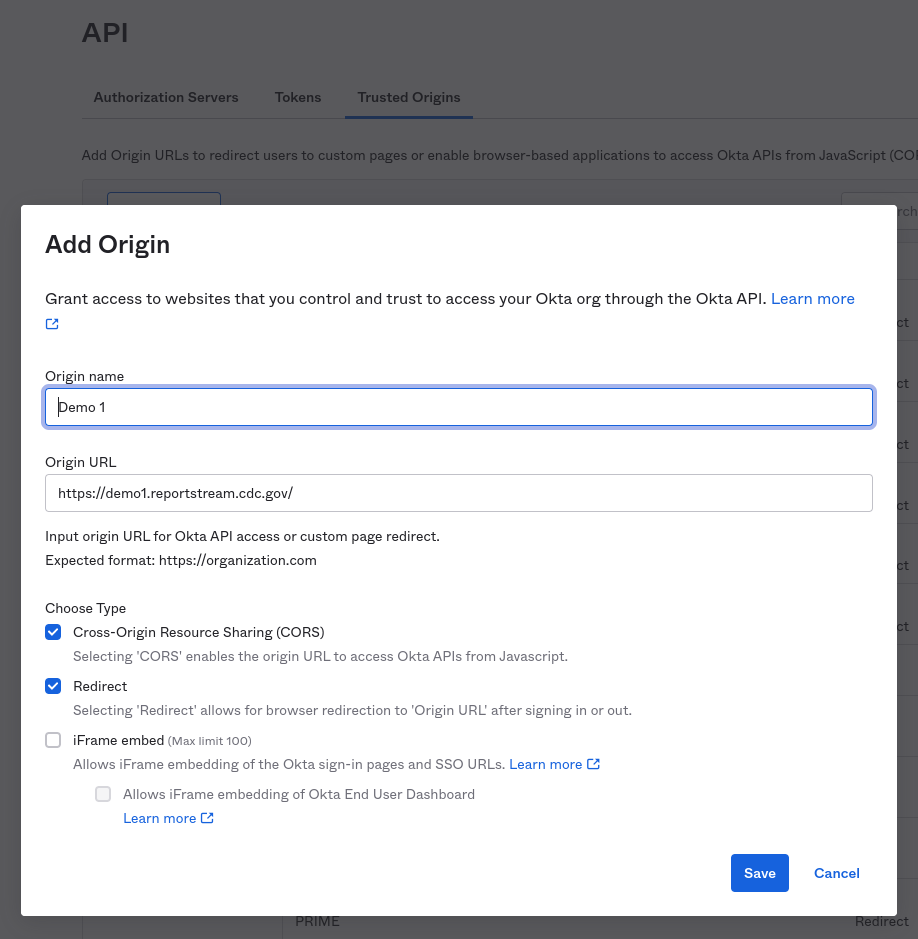 API
Authorization Servers Tokens Trusted Origins
Add Origin URLs to redirect users to custom pages or enable browser-based applications to access Okta APIs from JavaScript (COR
Add Origin
Grant access to websites that you control and trust to access your Okta org through the Okta API. Learn more
Origin name
Demo 1
Origin URL
https://demo1.reportstream.cdc.gov/
Input origin URL for Okta API access or custom page redirect.
Expected format: https://organization.com
Choose Type
Cross-Origin Resource Sharing (CORS)
Selecting 'CORS' enables the origin URL to access Okta APIs from Javascript.
Redirect
Selecting 'Redirect' allows for browser redirection to 'Origin URL' after signing in or out.
iFrame embed (Max limit 100)
Allows iFrame embedding of the Okta sign-in pages and SSO URLs. Learn more
Allows iFrame embedding of Okta End User Dashboard
Learn more
Save Cancel
PRIME Redirect